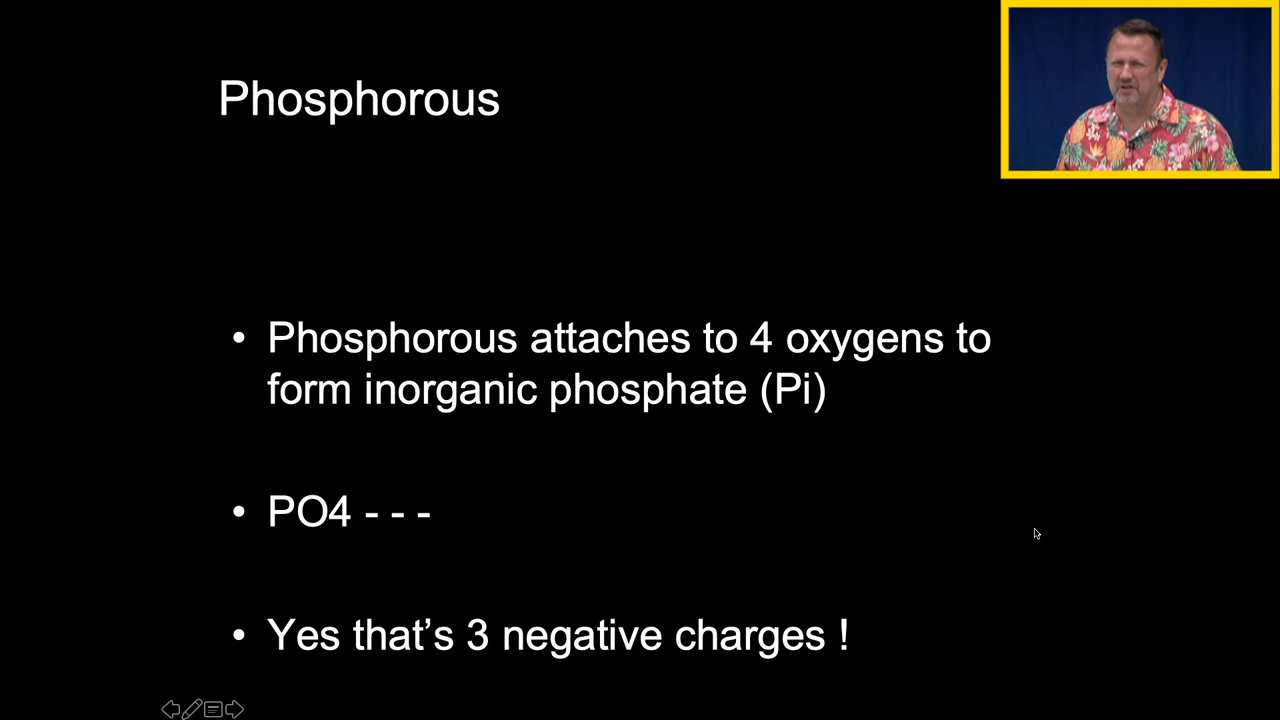 Phosphorous
• Phosphorous attaches to 4 oxygens to
form inorganic phosphate (Pi)
• PO4 - - -
• Yes that’s 3 negative charges !